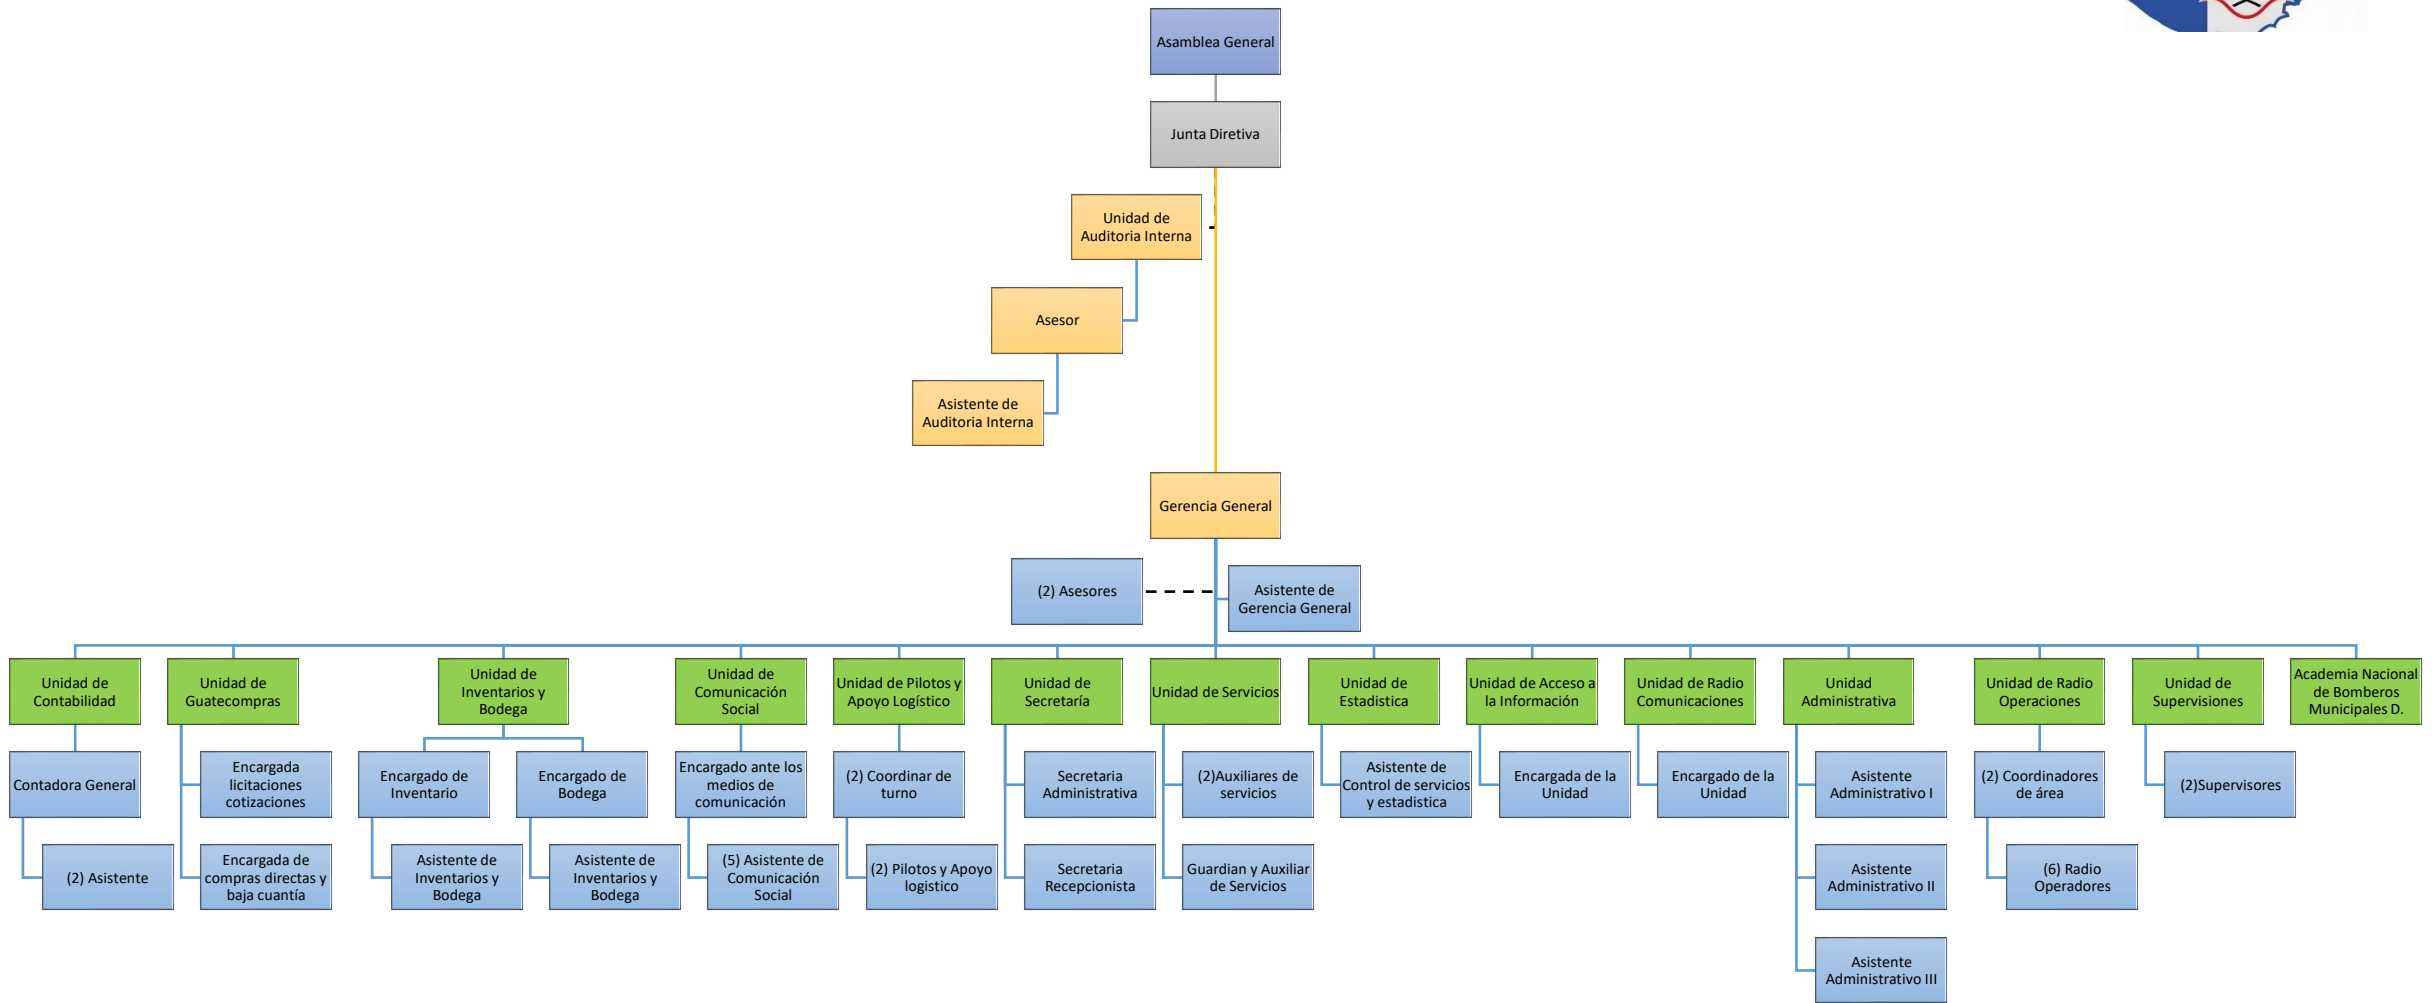 Asamblea General
Junta Diretiva
Unidad de
Auditoria Interna
Asesor
Asistente de
Auditoria Interna
Gerencia General
(2) Asesores
Asistente de
Gerencia General
Unidad de
Contabilidad
Unidad de
Guatecompras
Unidad de
Inventarios y
Bodega
Unidad de
Comunicación
Social
Unidad de Pilotos y
Apoyo Logístico
Unidad de
Secretaría
Unidad de Servicios
Unidad de
Estadistica
Unidad de Acceso a
la Información
Unidad de Radio
Comunicaciones
Unidad
Administrativa
Unidad de Radio
Operaciones
Unidad de
Supervisiones
Academia Nacional
de Bomberos
Municipales D.
Contadora General
Encargada
licitaciones
cotizaciones
Encargado de
Inventario
Encargado de
Bodega
Encargado ante los
medios de
comunicación
(2) Coordinar de
turno
Secretaria
Administrativa
(2)Auxiliares de
servicios
Asistente de
Control de servicios
y estadistica
Encargada de la
Unidad
Encargado de la
Unidad
Asistente
Administrativo I
(2) Coordinadores
de área
(2)Supervisores
(2) Asistente
Encargada de
compras directas y
baja cuantía
Asistente de
Inventarios y
Bodega
Asistente de
Inventarios y
Bodega
(5) Asistente de
Comunicación
Social
(2) Pilotos y Apoyo
logistico
Secretaria
Recepcionista
Guardian y Auxiliar
de Servicios
Asistente
Administrativo II
(6) Radio
Operadores
Asistente
Administrativo III